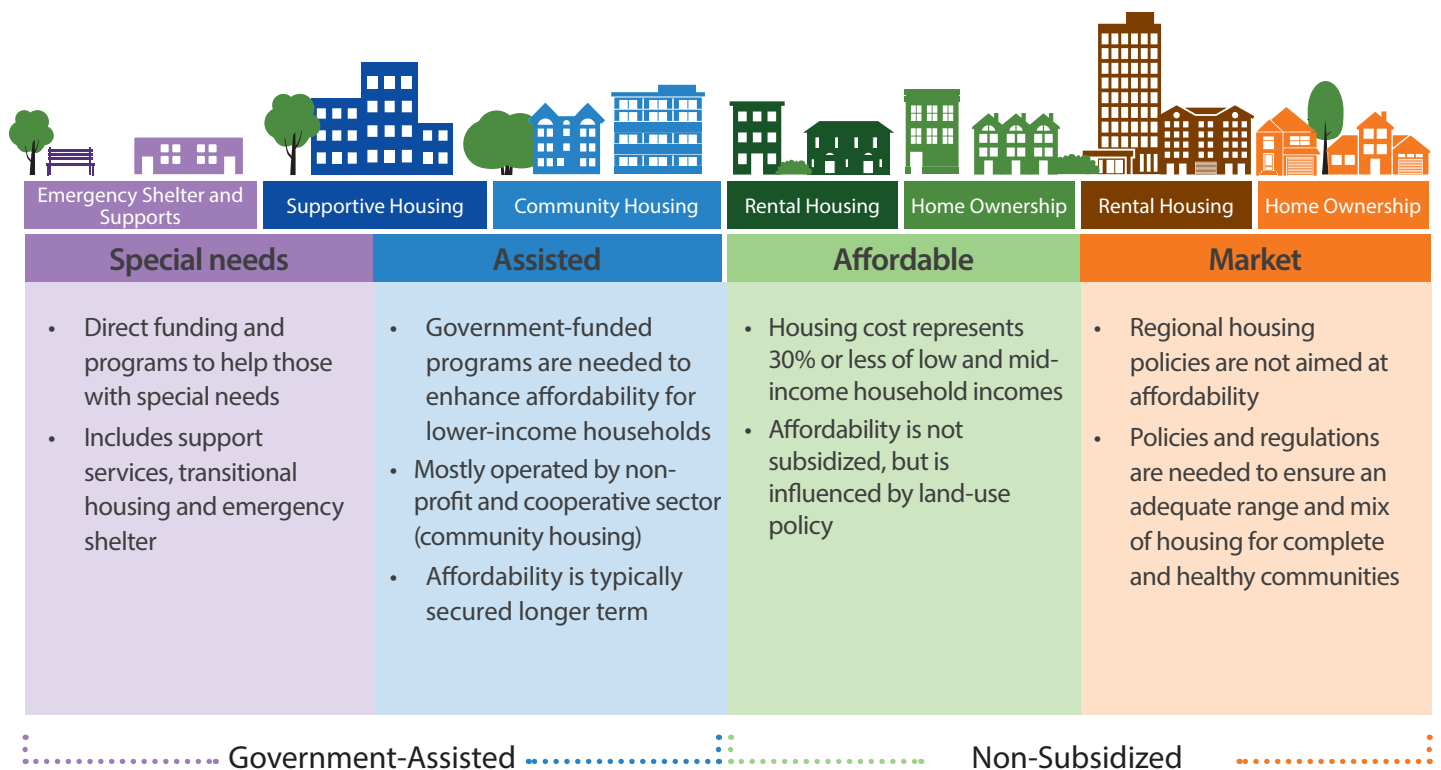 Emergency Shelter and
Supports
Supportive Housing
Community Housing
Rental Housing
Home Ownership
Rental Housing
Home Ownership
Special needs
Assisted
Affordable
Market
• Direct funding and
programs to help those
with special needs
• Includes support
services, transitional
housing and emergency
shelter
• Government-funded
programs are needed to
enhance affordability for
lower-income households
• Mostly operated by non-
profit and cooperative sector
(community housing)
• Affordability is typically
secured longer term
• Housing cost represents
30% or less of low and mid-
income household incomes
• Affordability is not
subsidized, but is
influenced by land-use
policy
• Regional housing
policies are not aimed at
affordability
• Policies and regulations
are needed to ensure an
adequate range and mix
of housing for complete
and healthy communities
Government-Assisted
Non-Subsidized